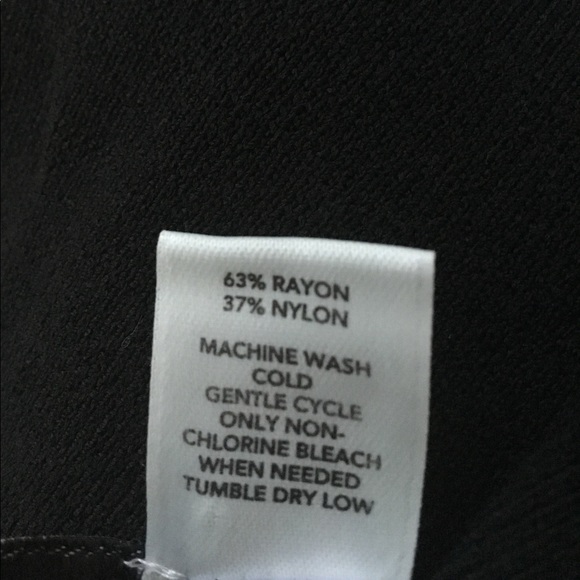 63% RAYON
37% NYLON
MACHINE WASH
COLD
GENTLE CYCLE
ONLY NON-
CHLORINE BLEACH
WHEN NEEDED
TUMBLE DRY LOW